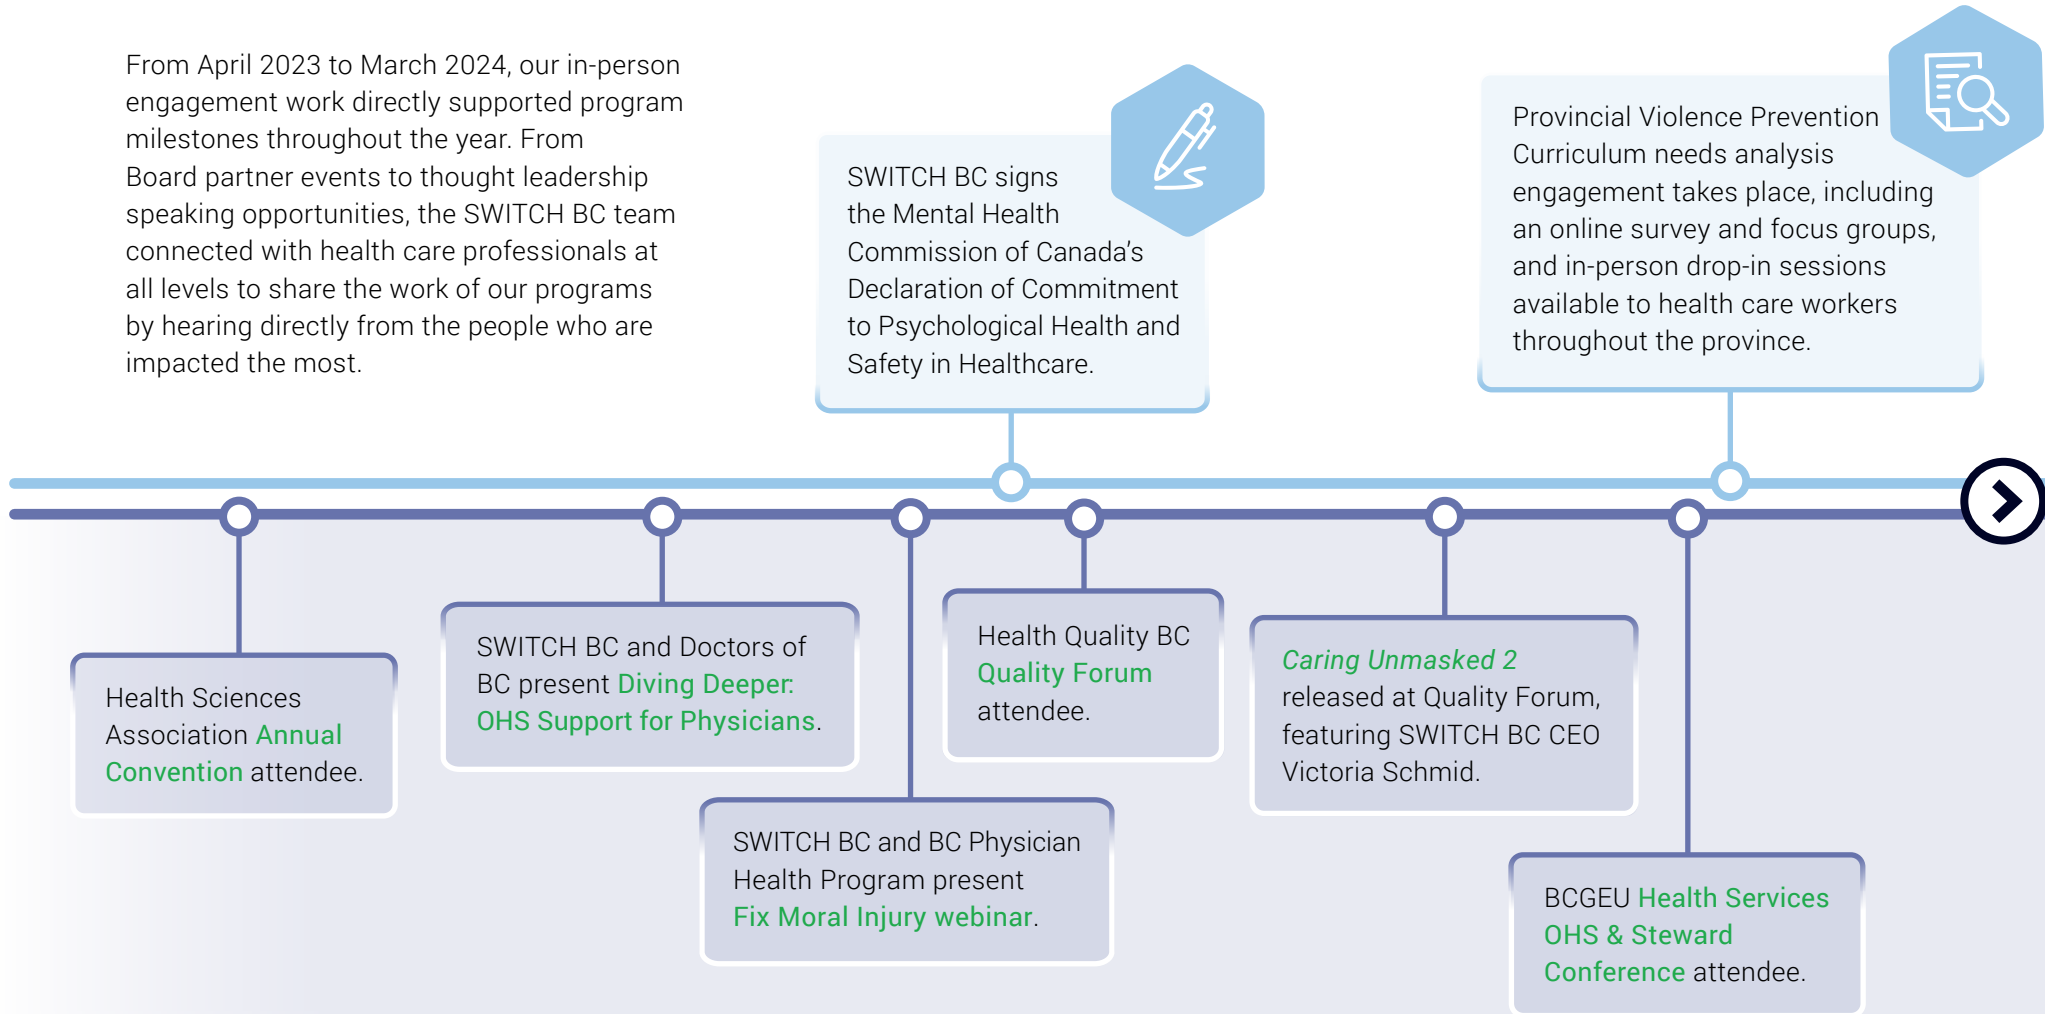 From April 2023 to March 2024, our in-person
engagement work directly supported program
milestones throughout the year. From
Board partner events to thought leadership
speaking opportunities, the SWITCH BC team
connected with health care professionals at
all levels to share the work of our programs
by hearing directly from the people who are
impacted the most.
SWITCH BC signs
the Mental Health
Commission of Canada’s
Declaration of Commitment
to Psychological Health and
Safety in Healthcare.
Provincial Violence Prevention
Curriculum needs analysis
engagement takes place, including
an online survey and focus groups,
and in-person drop-in sessions
available to health care workers
throughout the province.
Health Sciences
Association Annual
Convention attendee.
SWITCH BC and Doctors of
BC present Diving Deeper:
OHS Support for Physicians.
SWITCH BC and BC Physician
Health Program present
Fix Moral Injury webinar.
Health Quality BC
Quality Forum
attendee.
Caring Unmasked 2
released at Quality Forum,
featuring SWITCH BC CEO
Victoria Schmid.
BCGEU Health Services
OHS & Steward
Conference attendee.